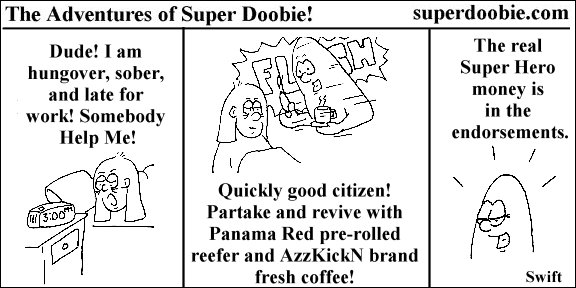 The Adventures of Super Doobie!
superdoobie.com
Dude! I am
hungover, sober,
and late for
work! Somebody
Help Me!
3:00
Quickly good citizen!
Partake and revive with
Panama Red pre-rolled
reefer and AzzKickN brand
fresh coffee!
The real
Super Hero
money is
in the
endorsements.
Swift